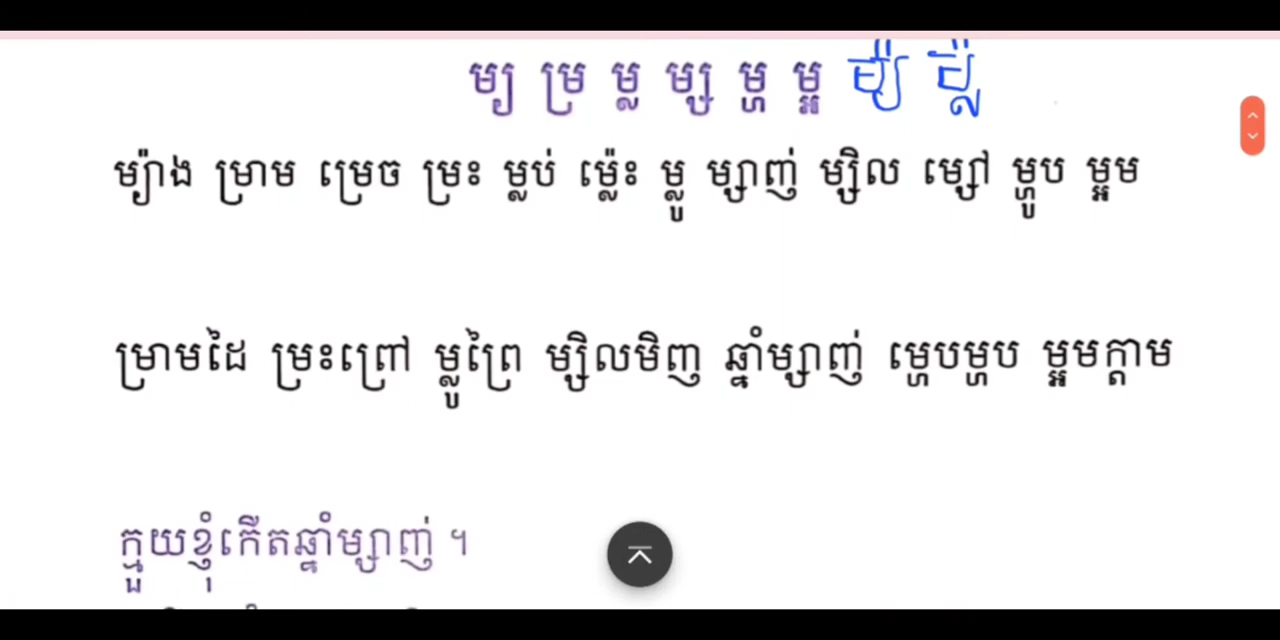 ម្យ ម្រ ម្ល ម្ស ម្ហ ម្អ ម៉្យ ម៉្ល
ម្យ៉ាង ម្រាម ម្រេច ម្រះ ម្លប់ ម្ល៉េះ ម្លូ ម្សាញ់ ម្សិល ម្សៅ ម្ហូប ម្អម
ម្រាមដៃ ម្រះព្រៅ ម្លូព្រៃ ម្សិលមិញ ឆ្នាំម្សាញ់ ម្ហេបម្ហប ម្អមក្ដាម
ក្មួយខ្ញុំកើតឆ្នាំម្សាញ់ ។